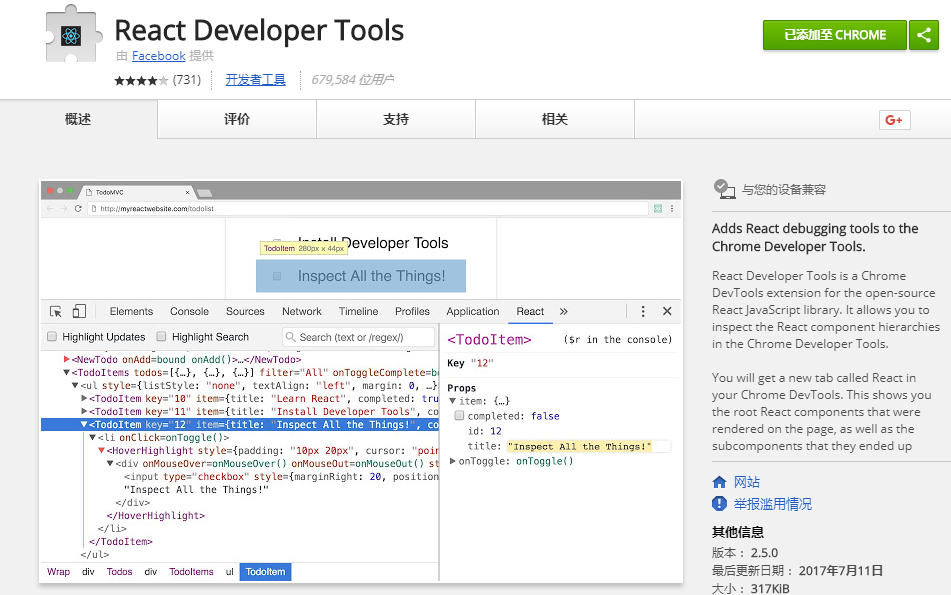 React Developer Tools
由 Facebook 提供
(731)
开发者工具
679,584 位用户
已添加至 CHROME
概述
评价
支持
相关
G+
TodoMVC
http://myreactwebsite.com/todolist
Install Developer Tools
TodoItem 280px × 44px
Inspect All the Things!
Elements Console Sources Network Timeline Profiles Application React »
Highlight Updates Highlight Search Search (text or /regex/)
<NewTodo onAdd=bound onAdd()>…</NewTodo>
<TodoItems todos=[{…}, {…}, {…}] filter="All" onToggleComplete=b
<ul style={listStyle: "none", textAlign: "left", margin: 0, …}
<TodoItem key="10" item={title: "Learn React", completed: tru
<TodoItem key="11" item={title: "Install Developer Tools", co
<TodoItem key="12" item={title: "Inspect All the Things!", co
<li onClick=onToggle()>
<HoverHighlight style={padding: "10px 20px", cursor: "poin
<div onMouseOver=onMouseOver() onMouseOut=onMouseOut() st
<input type="checkbox" style={marginRight: 20, position
"Inspect All the Things!"
</div>
</HoverHighlight>
</li>
</TodoItem>
</ul>
Wrap div Todos div TodoItems ul TodoItem
<TodoItem> ($r in the console)
Key "12"
Props
item: {…}
completed: false
id: 12
title: "Inspect All the Things!"
onToggle: onToggle()
与您的设备兼容
Adds React debugging tools to the
Chrome Developer Tools.
React Developer Tools is a Chrome
DevTools extension for the open-source
React JavaScript library. It allows you to
inspect the React component hierarchies
in the Chrome Developer Tools.
You will get a new tab called React in
your Chrome DevTools. This shows you
the root React components that were
rendered on the page, as well as the
subcomponents that they ended up
网站
举报滥用情况
其他信息
版本： 2.5.0
最后更新日期： 2017年7月11日
大小： 317KiB